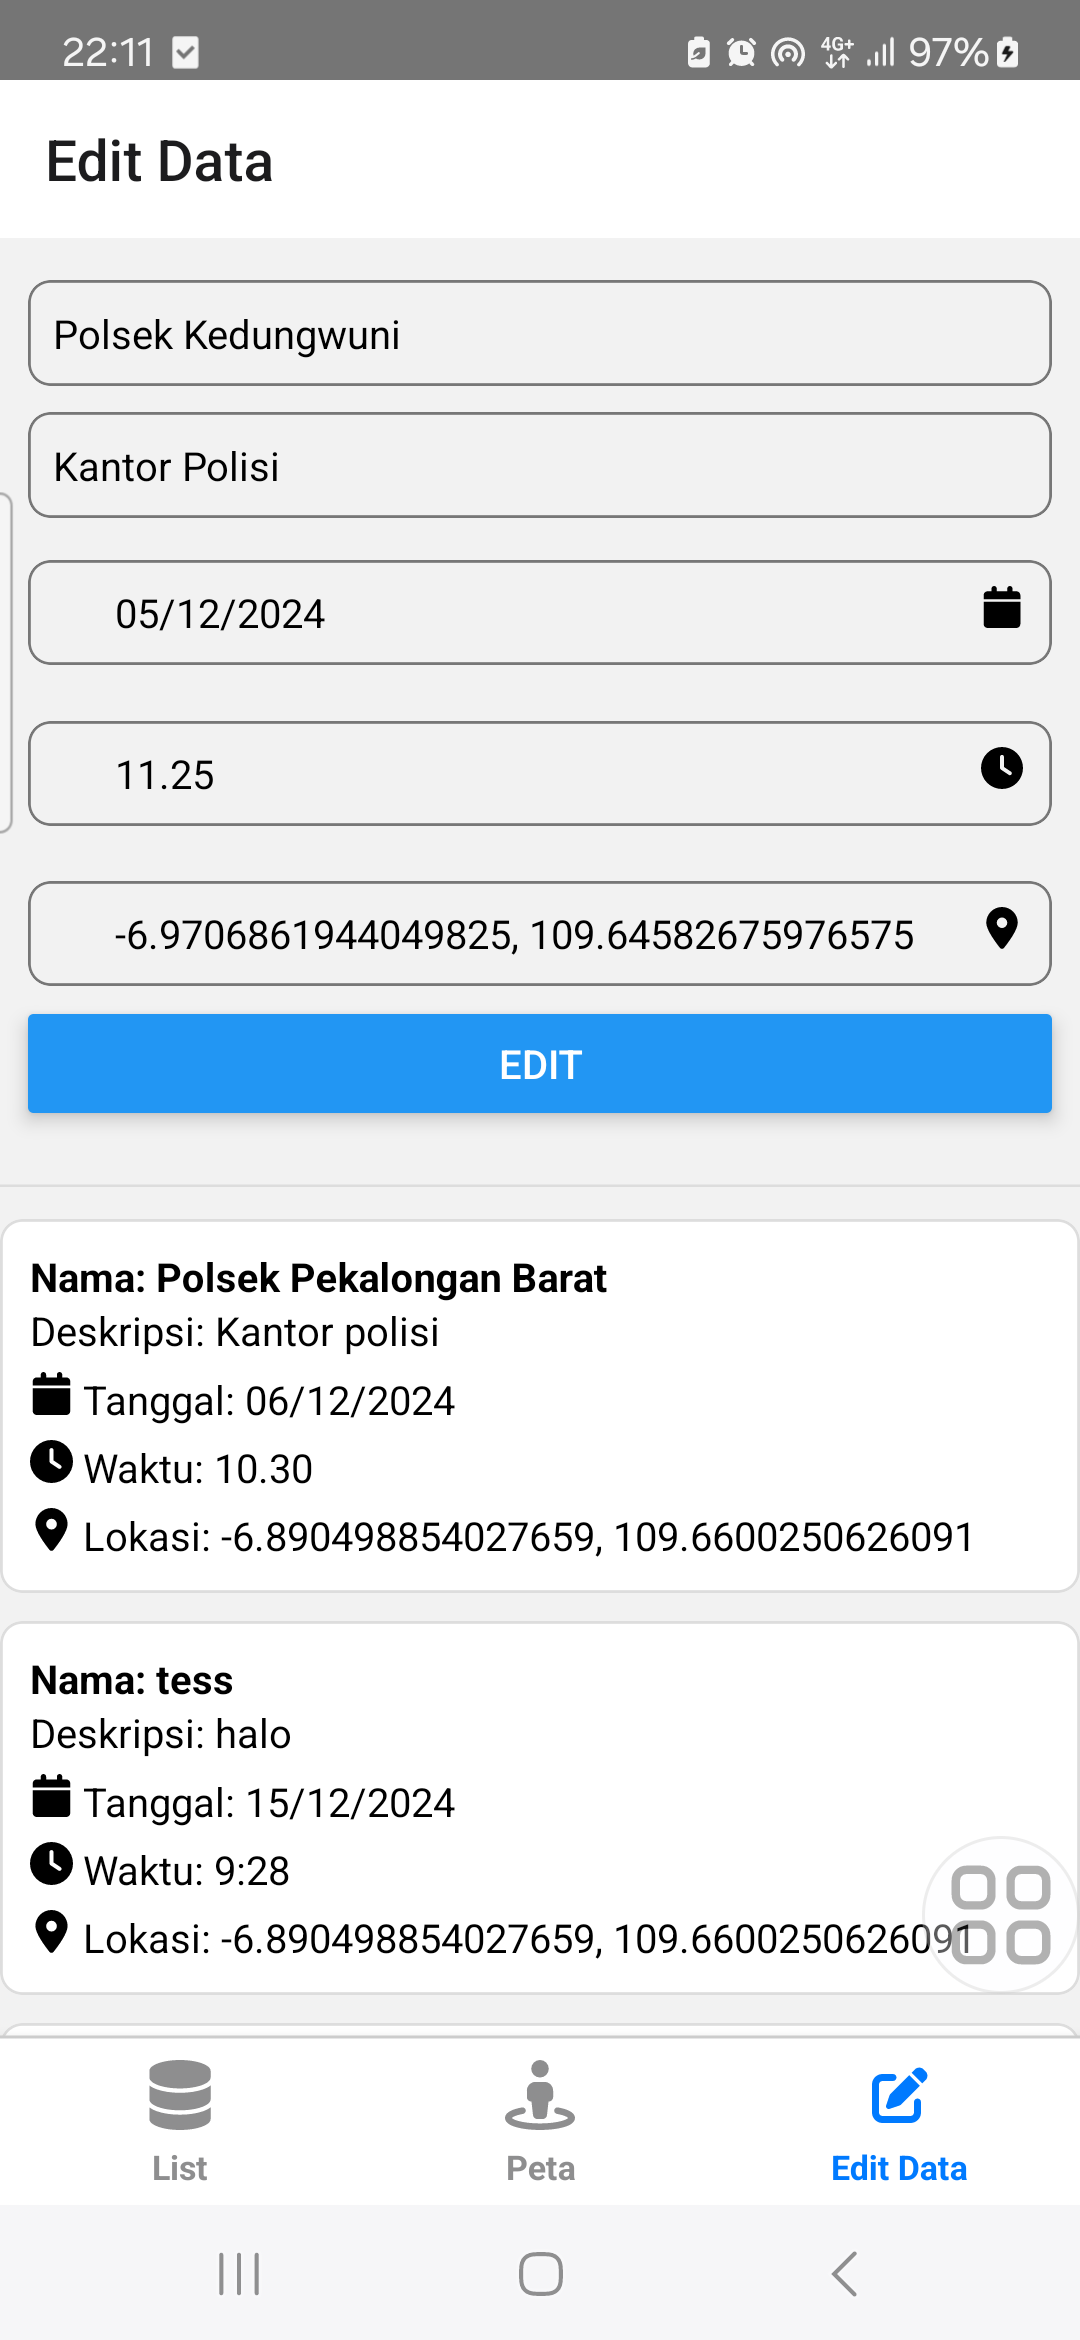 22:11
4G+ 97%
Edit Data
Polsek Kedungwuni
Kantor Polisi
05/12/2024
11.25
-6.9706861944049825, 109.64582675976575
EDIT
Nama: Polsek Pekalongan Barat
Deskripsi: Kantor polisi
Tanggal: 06/12/2024
Waktu: 10.30
Lokasi: -6.890498854027659, 109.6600250626091
Nama: tess
Deskripsi: halo
Tanggal: 15/12/2024
Waktu: 9:28
Lokasi: -6.890498854027659, 109.6600250626091
List
Peta
Edit Data